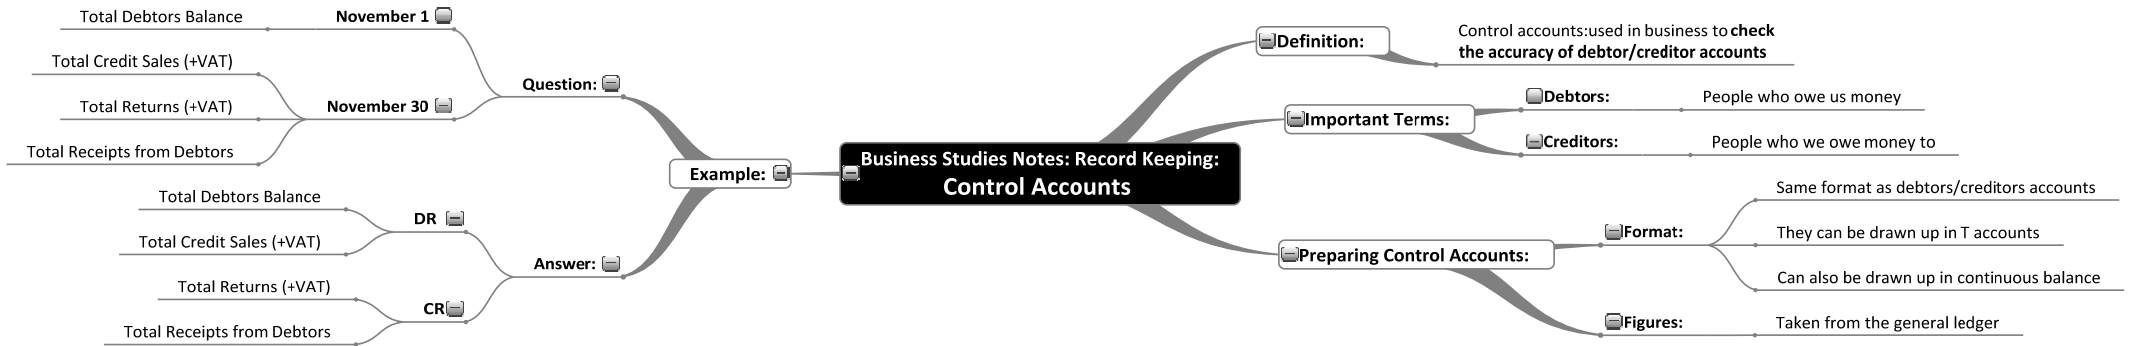 Business Studies Notes: Record Keeping:
Control Accounts
Definition:
Control accounts:used in business to check
the accuracy of debtor/creditor accounts
Important Terms:
Debtors:
People who owe us money
Creditors:
People who we owe money to
Preparing Control Accounts:
Format:
Same format as debtors/creditors accounts
They can be drawn up in T accounts
Can also be drawn up in continuous balance
Figures:
Taken from the general ledger
Example:
Question:
November 1
Total Debtors Balance
November 30
Total Credit Sales (+VAT)
Total Returns (+VAT)
Total Receipts from Debtors
Answer:
DR
Total Debtors Balance
Total Credit Sales (+VAT)
CR
Total Returns (+VAT)
Total Receipts from Debtors